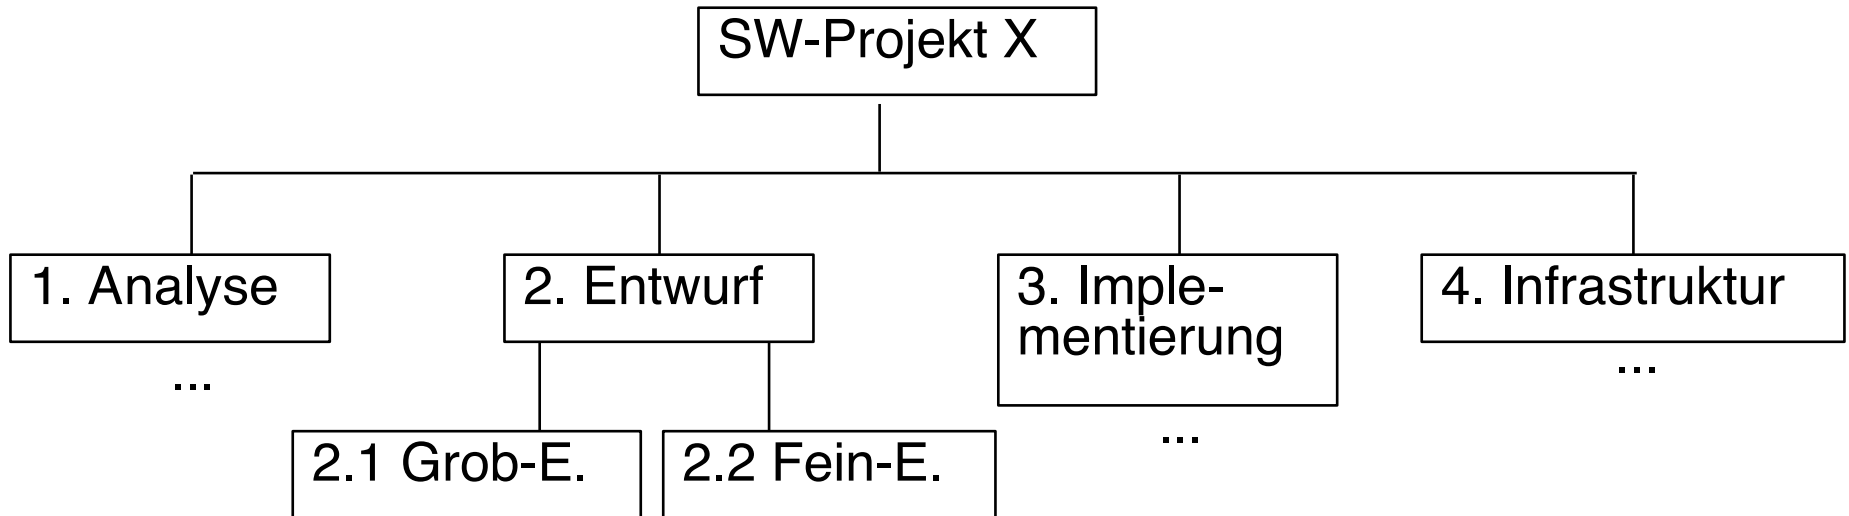 SW-Projekt X
1. Analyse
2. Entwurf
3. Imple-
mentierung
4. Infrastruktur
...
...
...
2.1 Grob-E.
2.2 Fein-E.